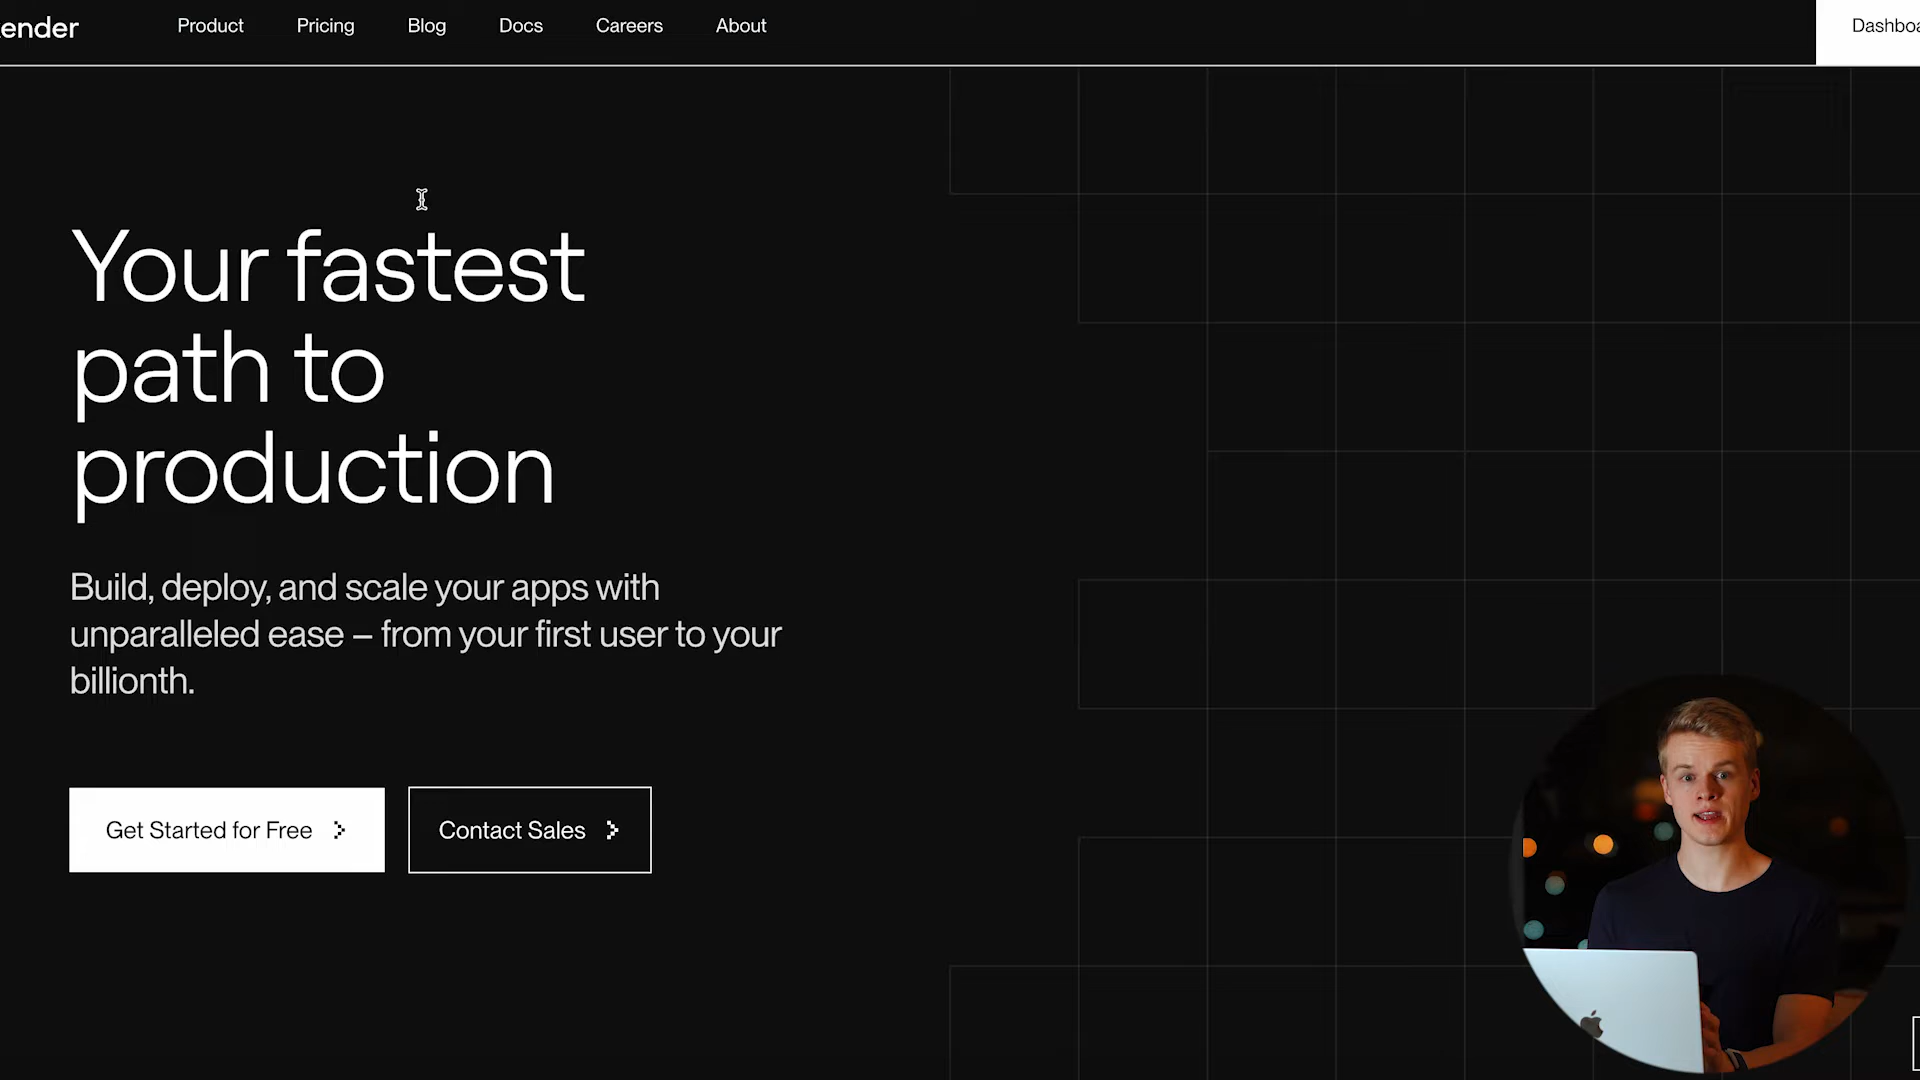 ender
Product
Pricing
Blog
Docs
Careers
About
Dashboa
Your fastest
path to
production
Build, deploy, and scale your apps with
unparalleled ease – from your first user to your
billionth.
Get Started for Free
Contact Sales